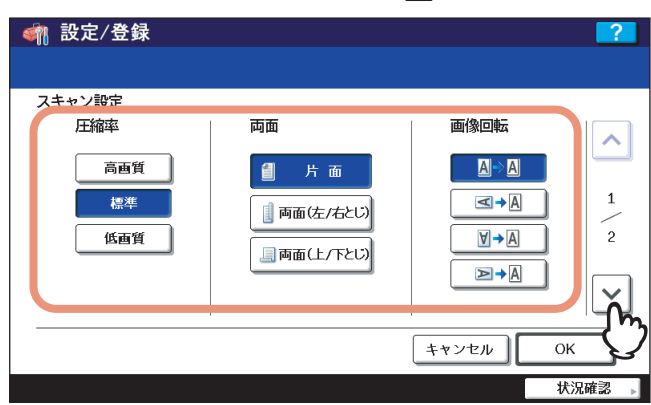 設定/登録
?
スキャン設定
圧縮率
高画質
標準
低画質
両面
片 面
両面(左/右とじ)
両面(上/下とじ)
画像回転
A→A
A→A
A→A
A→A
1
/
2
キャンセル
OK
状況確認